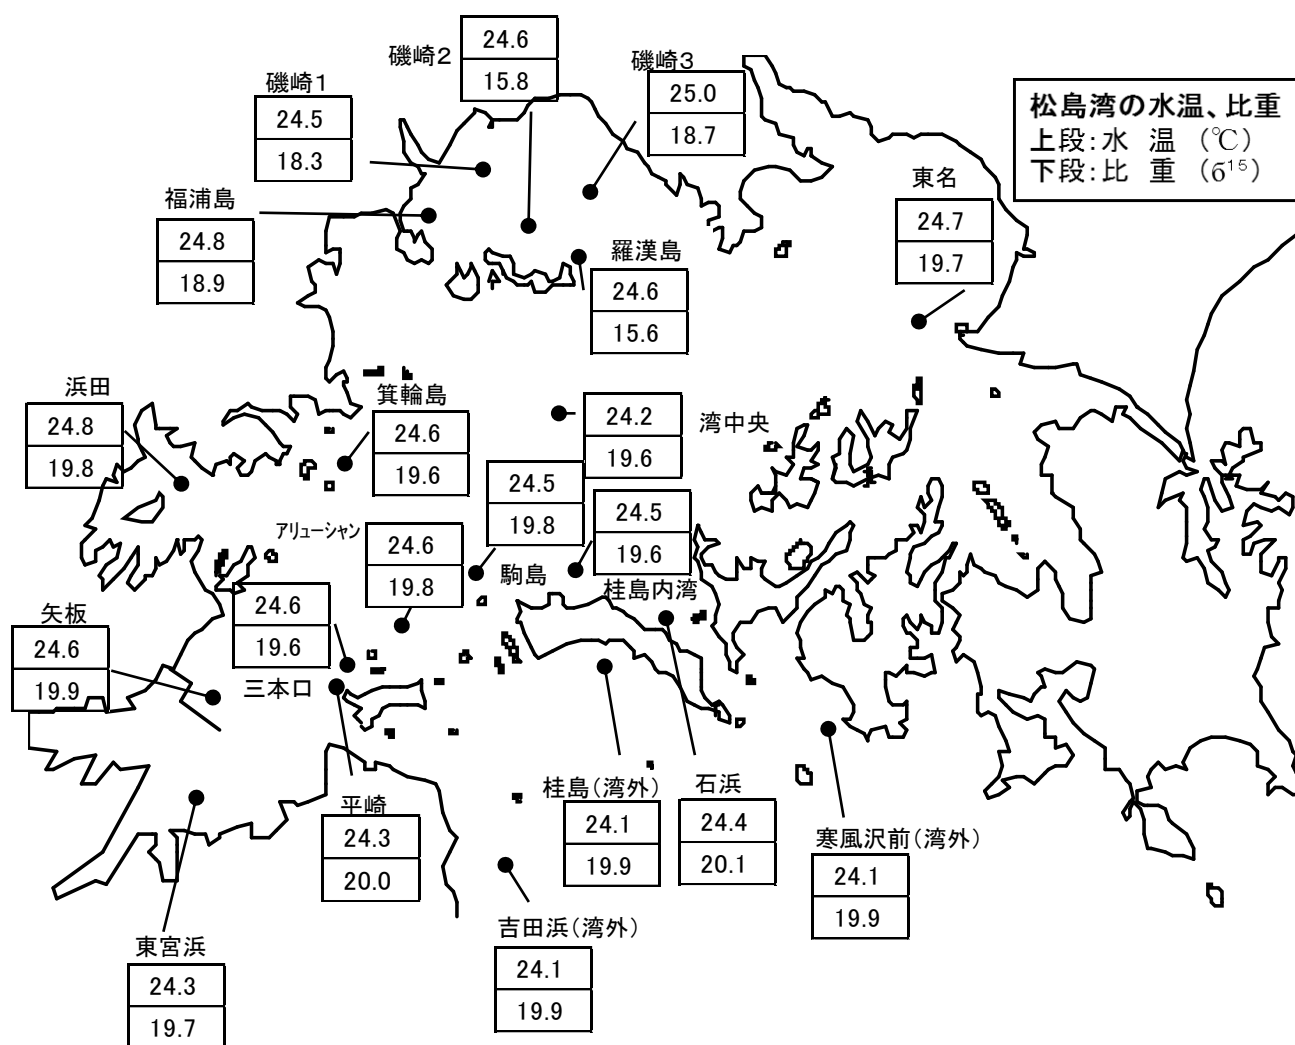 磯崎2
24.6
15.8
磯崎3
25.0
18.7
磯崎1
24.5
18.3
松島湾の水温、比重
上段:水 温 (℃)
下段:比 重 (б¹⁵)
福浦島
24.8
18.9
東名
24.7
19.7
羅漢島
24.6
15.6
浜田
24.8
19.8
箕輪島
24.6
19.6
24.2
19.6
湾中央
24.5
19.8
駒島
24.5
19.6
桂島内湾
アリューシャン
24.6
19.8
24.6
19.6
三本口
矢板
24.6
19.9
平崎
24.3
20.0
桂島(湾外)
24.1
19.9
石浜
24.4
20.1
寒風沢前(湾外)
24.1
19.9
吉田浜(湾外)
24.1
19.9
東宮浜
24.3
19.7